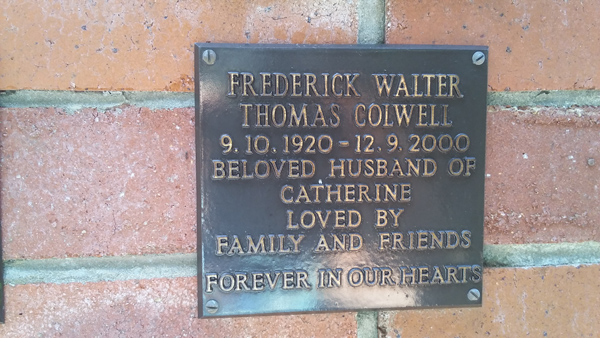 FREDERICK WALTER
THOMAS COLWELL
9.10.1920 - 12.9.2000
BELOVED HUSBAND OF
CATHERINE
LOVED BY
FAMILY AND FRIENDS
FOREVER IN OUR HEARTS